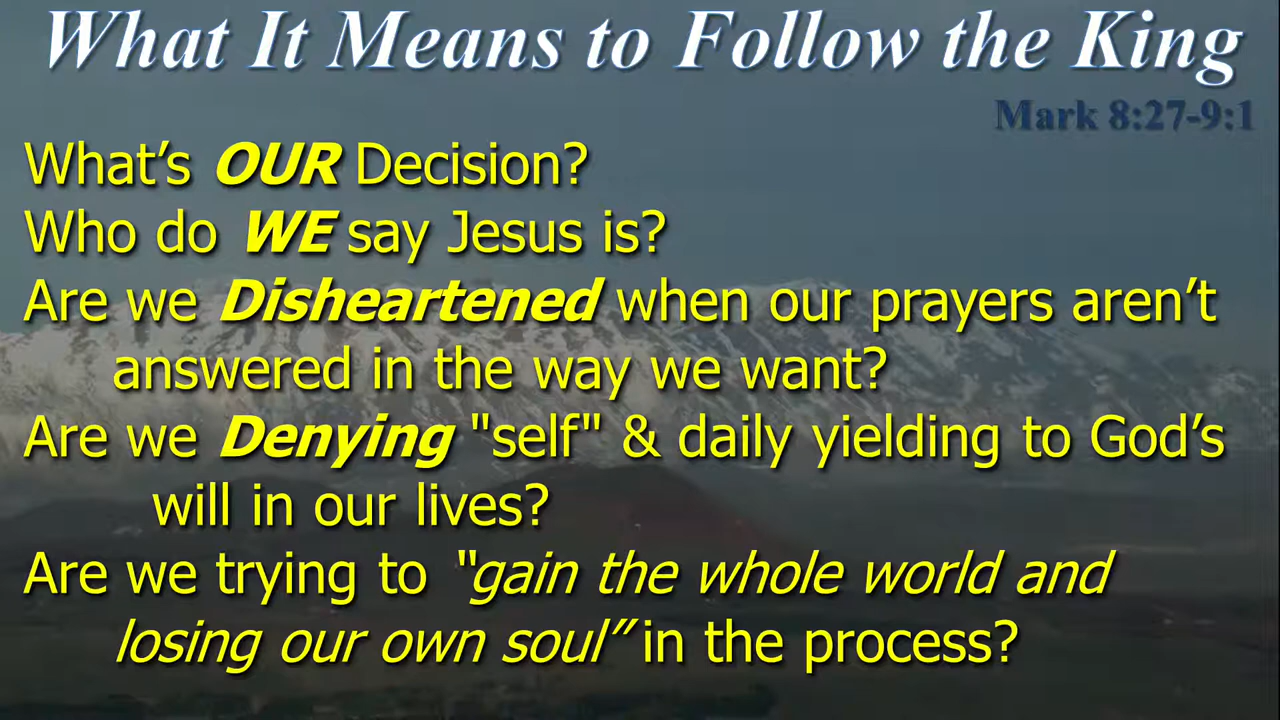 What It Means to Follow the King
Mark 8:27-9:1
What’s OUR Decision?
Who do WE say Jesus is?
Are we Disheartened when our prayers aren’t
answered in the way we want?
Are we Denying "self" & daily yielding to God’s
will in our lives?
Are we trying to “gain the whole world and
losing our own soul” in the process?